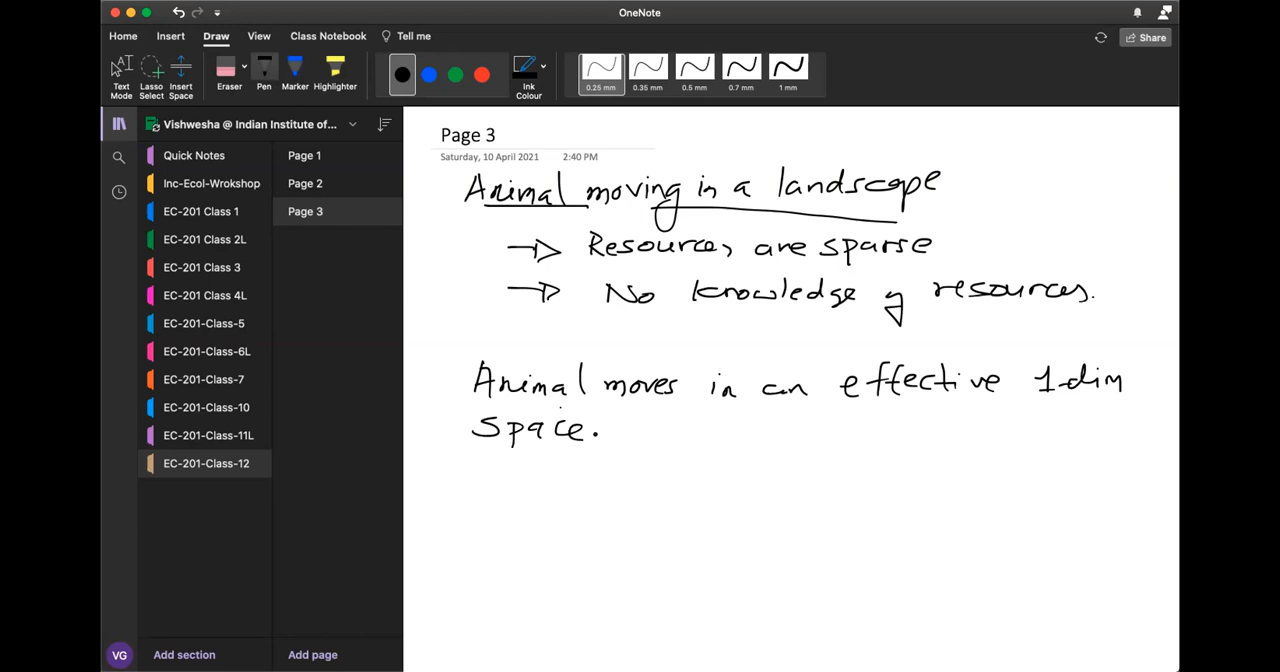 OneNote
Home Insert Draw View Class Notebook Tell me
Share
Text Mode
Lasso Select
Insert Space
Eraser
Pen
Marker
Highlighter
Ink Colour
0.25 mm 0.35 mm 0.5 mm 0.7 mm 1 mm
Vishwesha @ Indian Institute of...
Quick Notes
Inc-Ecol-Wrokshop
EC-201 Class 1
EC-201 Class 2L
EC-201 Class 3
EC-201 Class 4L
EC-201-Class-5
EC-201-Class-6L
EC-201-Class-7
EC-201-Class-10
EC-201-Class-11L
EC-201-Class-12
Page 1
Page 2
Page 3
VG
Add section
Add page
Page 3
Saturday, 10 April 2021 2:40 PM
Animal moving in a landscape
→ Resources are sparse
→ No knowledge of resources.
Animal moves in an effective 1-dim
space.